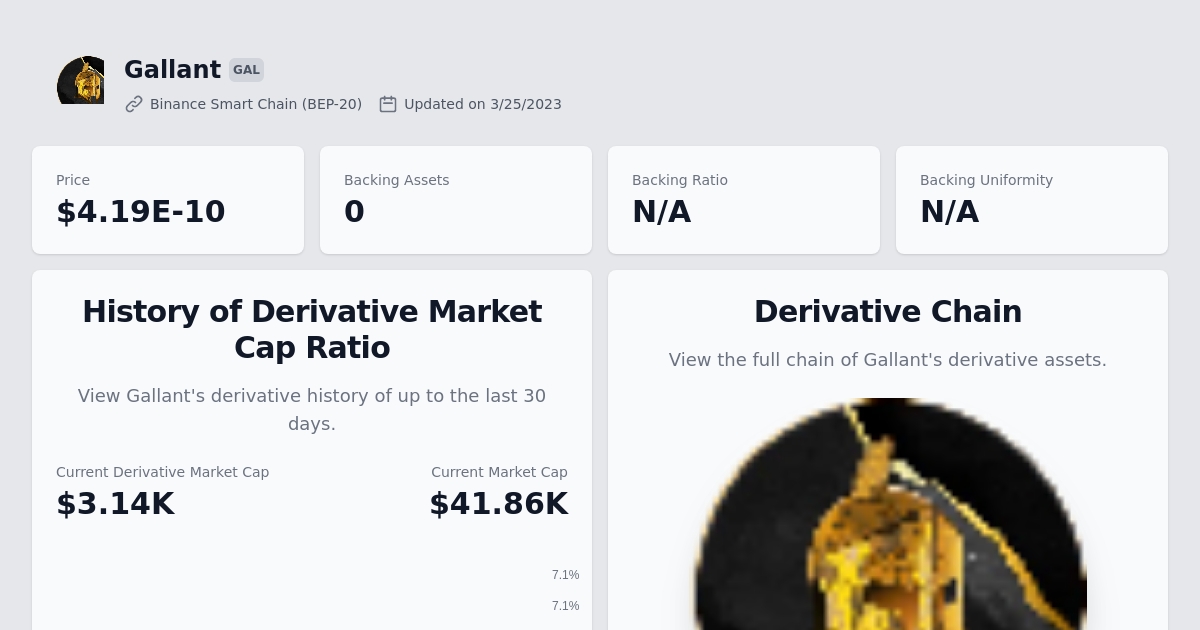 Gallant GAL
Binance Smart Chain (BEP-20) Updated on 3/25/2023
Price
$4.19E-10
Backing Assets
0
Backing Ratio
N/A
Backing Uniformity
N/A
History of Derivative Market
Cap Ratio
View Gallant's derivative history of up to the last 30
days.
Current Derivative Market Cap
$3.14K
Current Market Cap
$41.86K
7.1%
7.1%
Derivative Chain
View the full chain of Gallant's derivative assets.